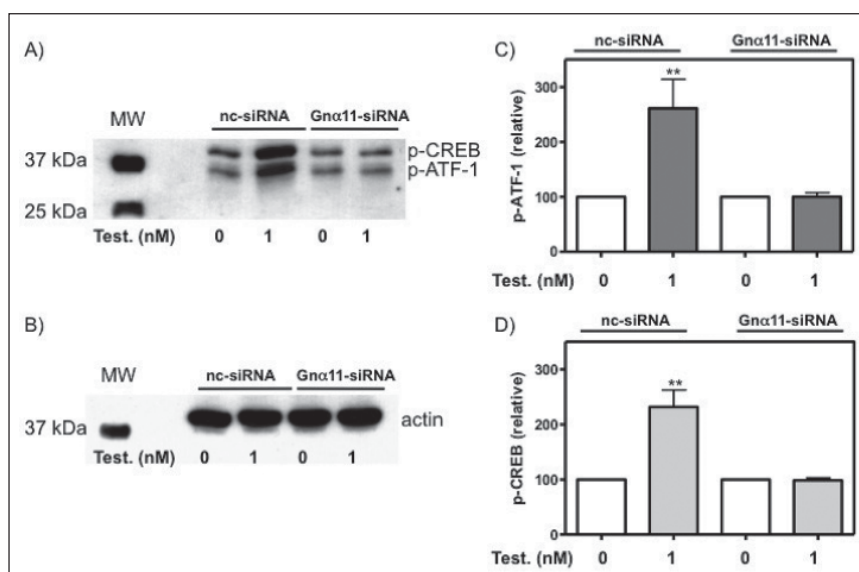 A)
nc-siRNA Gnα11-siRNA
MW
37 kDa
25 kDa
p-CREB
p-ATF-1
Test. (nM) 0 1 0 1
B)
nc-siRNA Gnα11-siRNA
MW
37 kDa
actin
Test. (nM) 0 1 0 1
C)
nc-siRNA Gnα11-siRNA
p-ATF-1 (relative)
300
200
100
0
**
Test. (nM) 0 1 0 1
D)
nc-siRNA Gnα11-siRNA
p-CREB (relative)
300
200
100
0
**
Test. (nM) 0 1 0 1